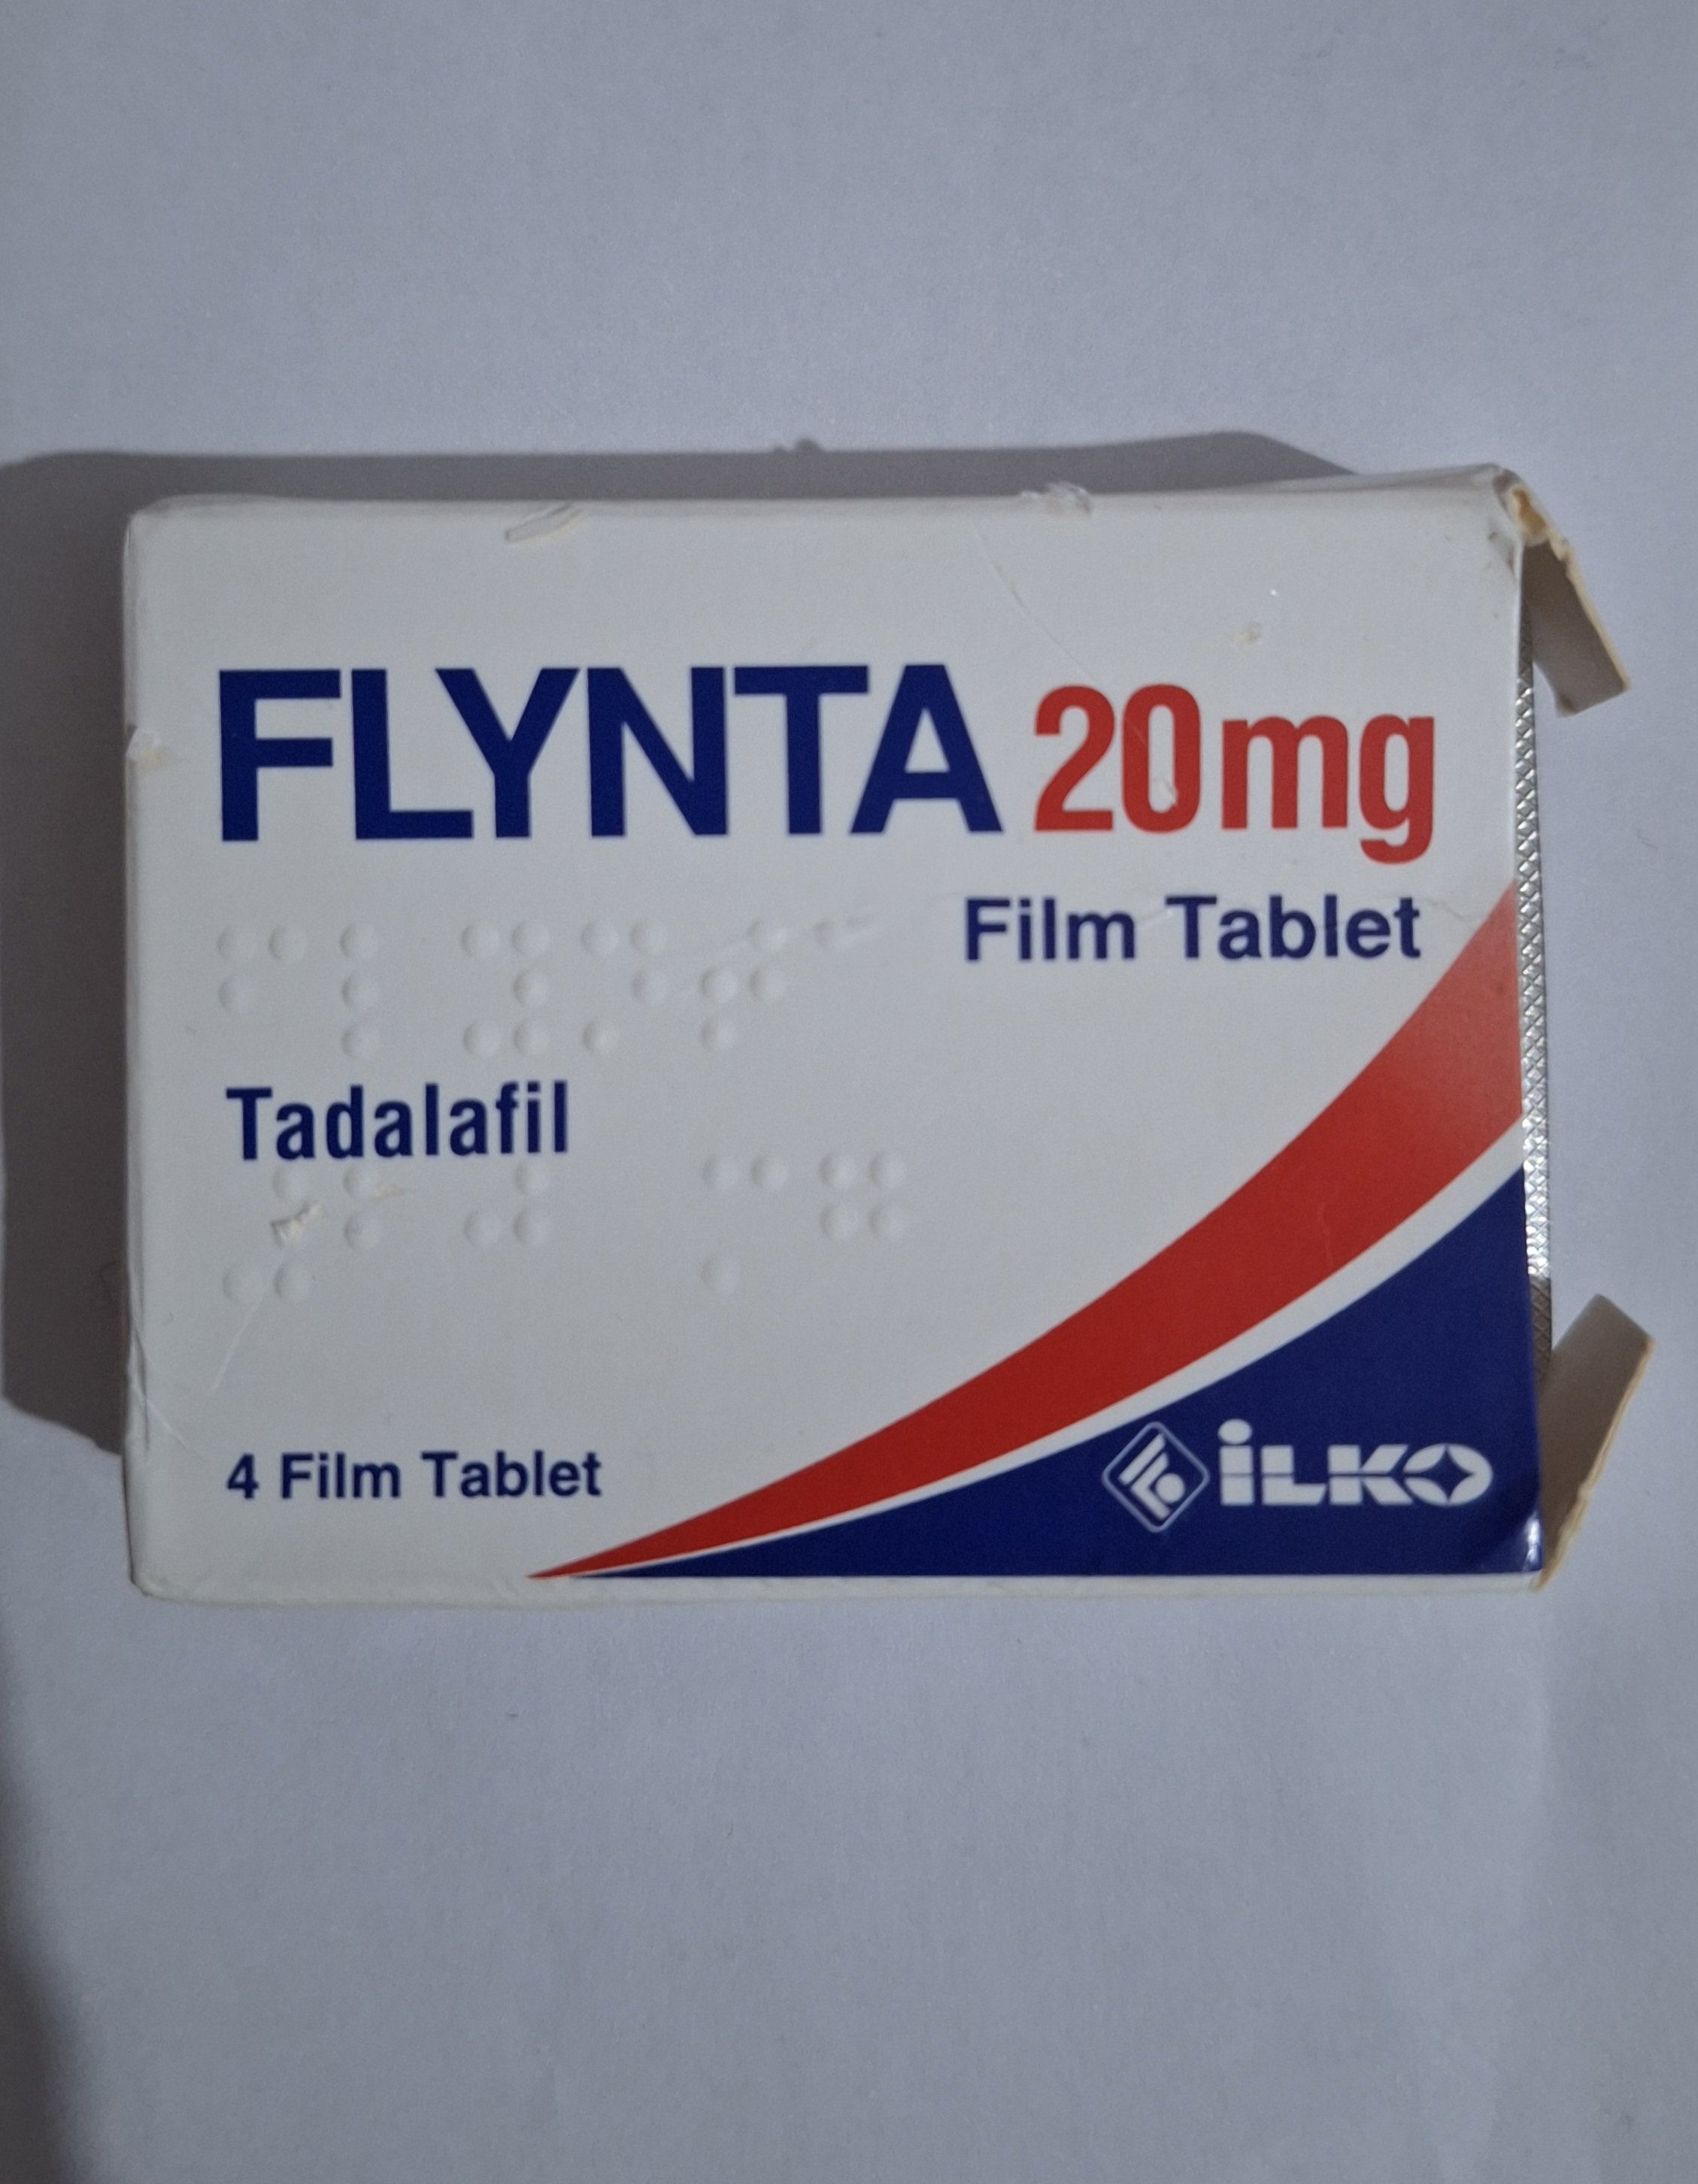 FLYNTA 20mg
Film Tablet
Tadalafil
4 Film Tablet
İLKO